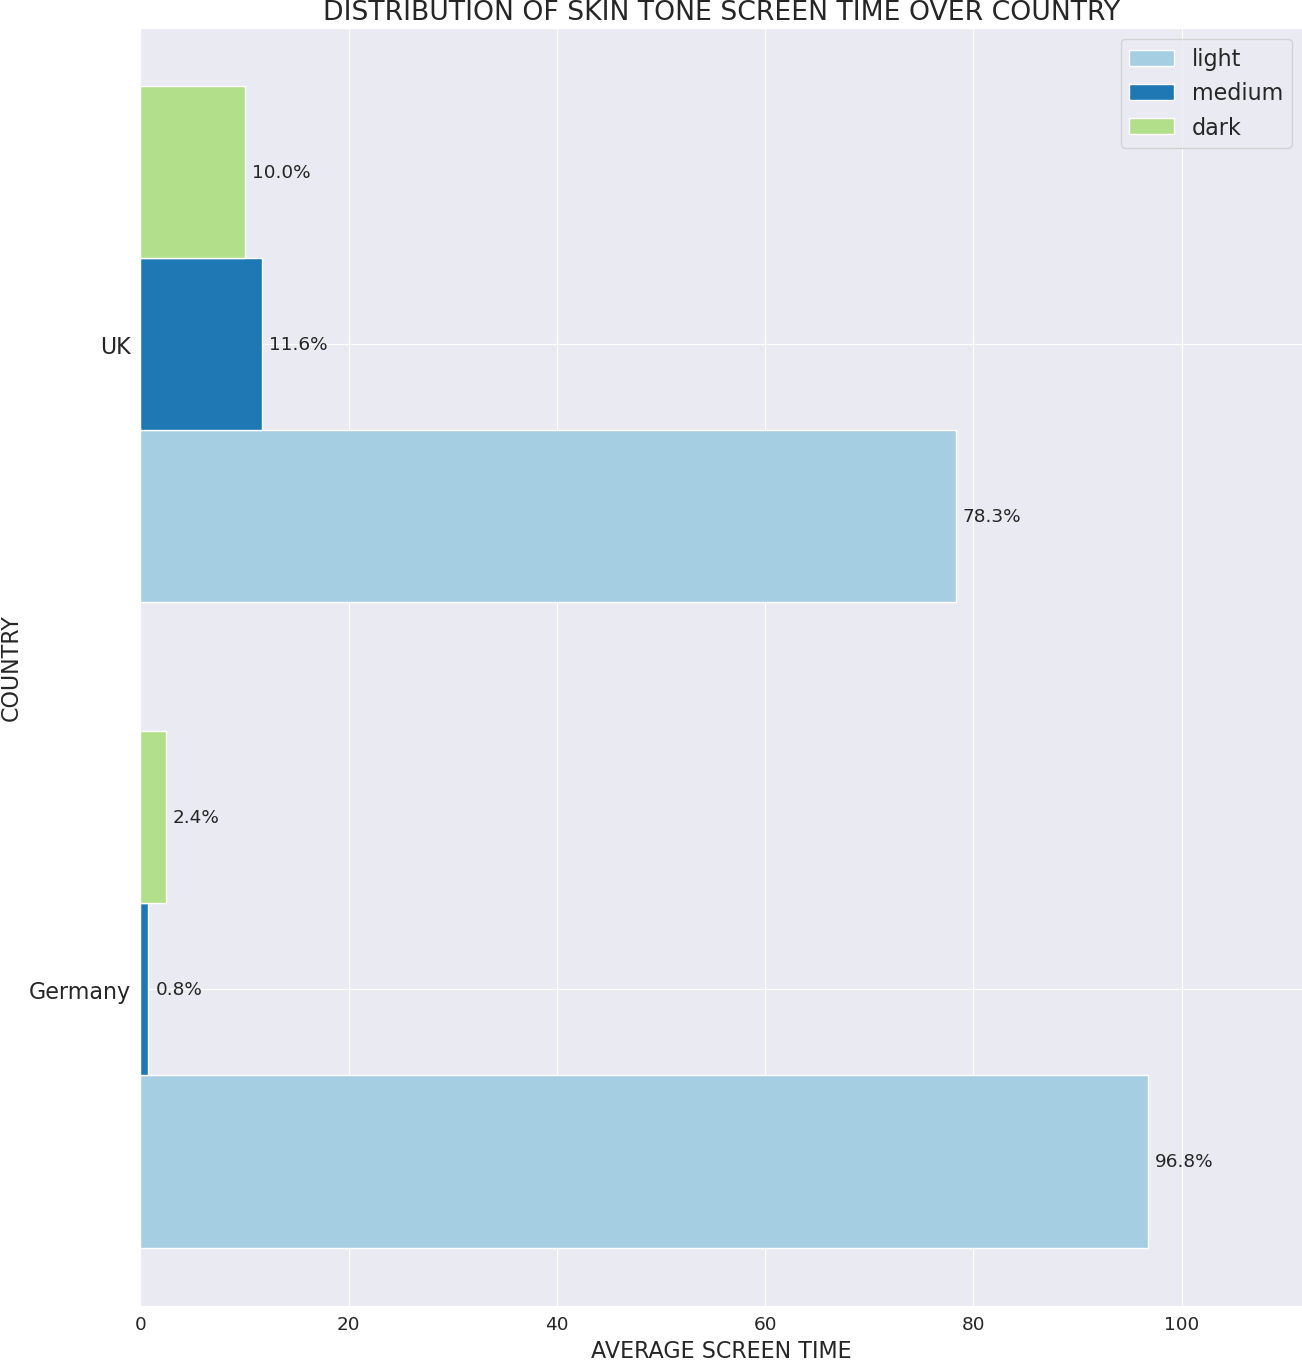 DISTRIBUTION OF SKIN TONE SCREEN TIME OVER COUNTRY
light
medium
dark
10.0%
UK
11.6%
78.3%
COUNTRY
2.4%
Germany
0.8%
96.8%
0 20 40 60 80 100
AVERAGE SCREEN TIME